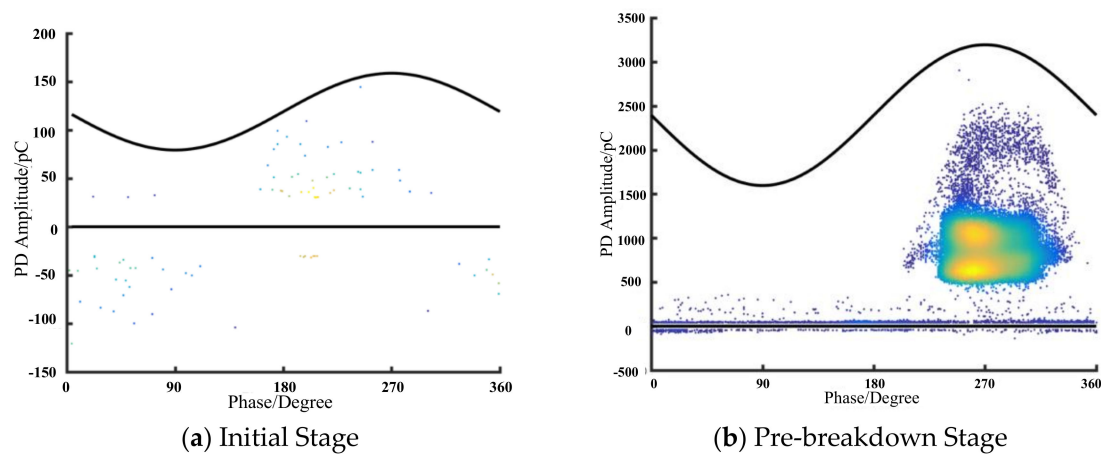 200
150
100
50
0
-50
-100
-150
PD Amplitude/pC
0 90 180 270 360
Phase/Degree
(a) Initial Stage
3500
3000
2500
2000
1500
1000
500
0
-500
PD Amplitude/pC
0 90 180 270 360
Phase/Degree
(b) Pre-breakdown Stage